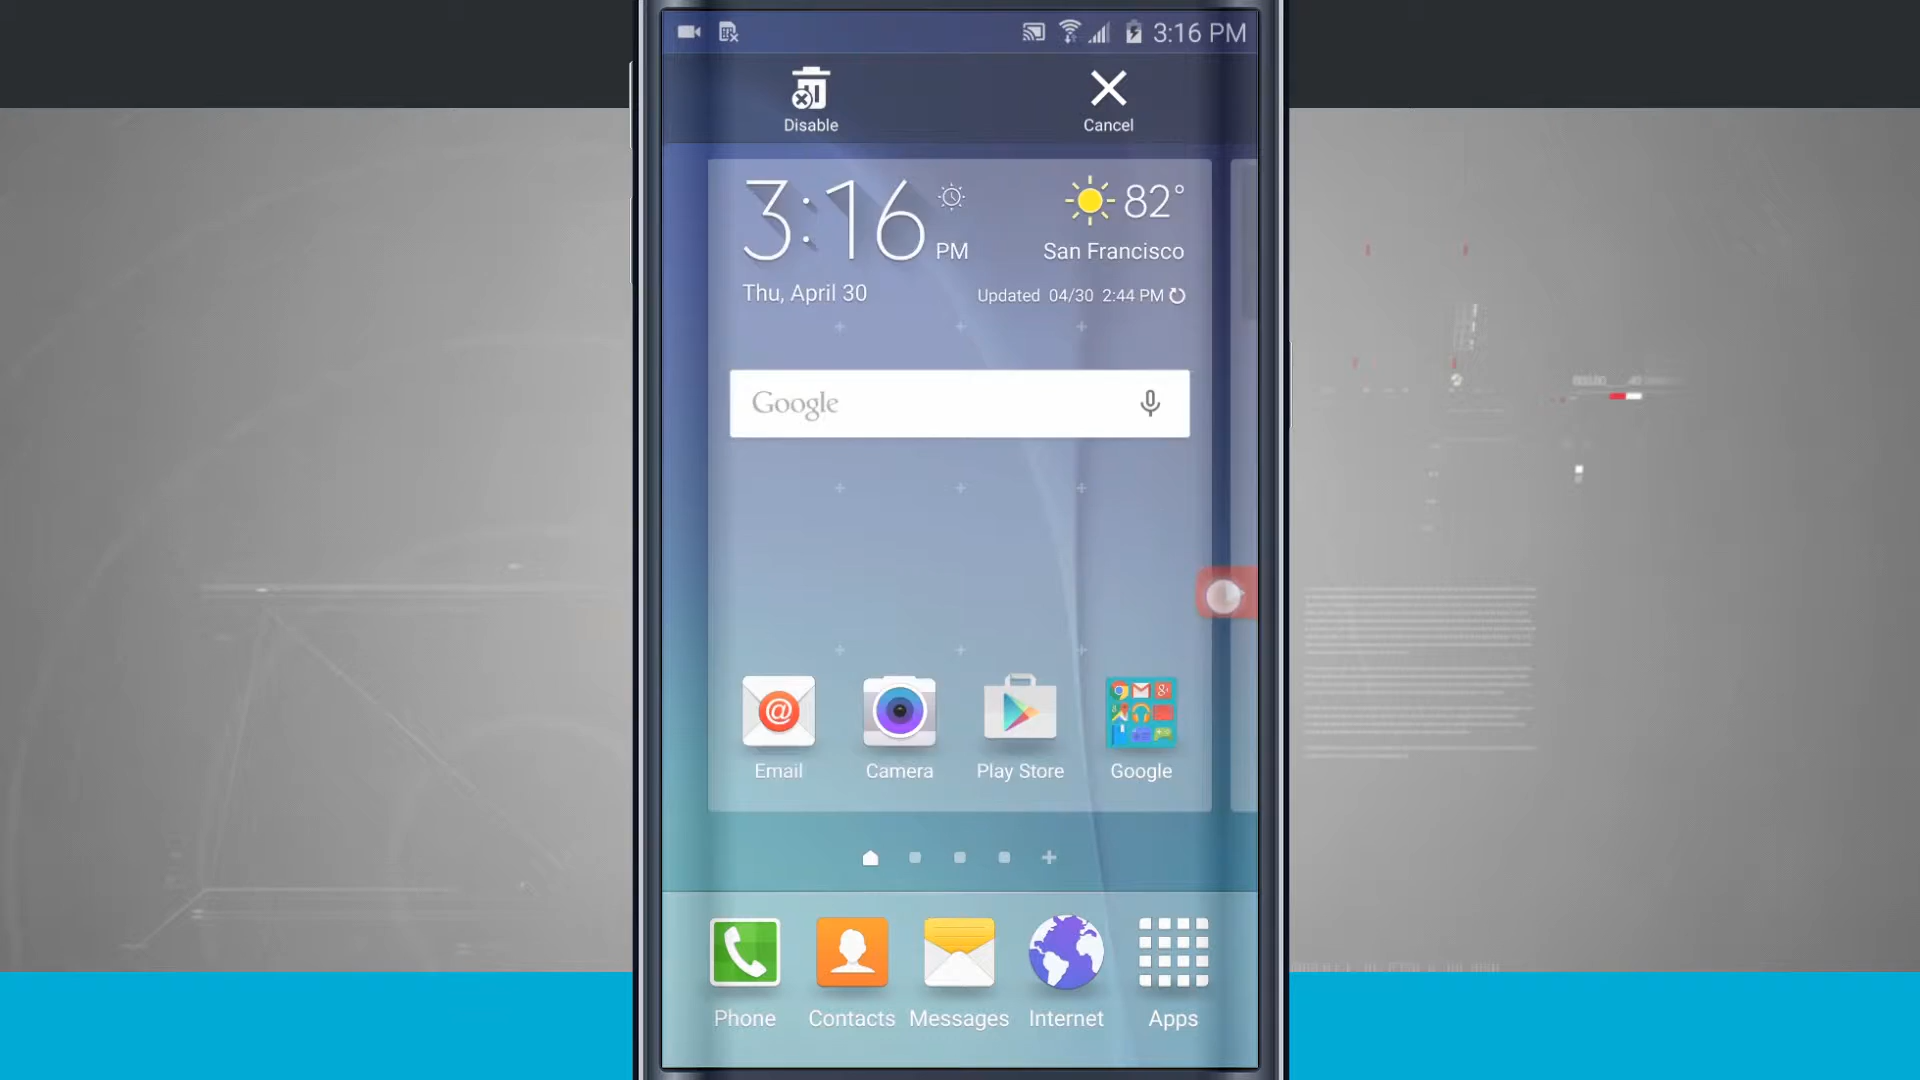 3:16 PM
Disable
Cancel
3:16 PM
82°
San Francisco
Thu, April 30
Updated 04/30 2:44 PM
Google
Email
Camera
Play Store
Google
Phone
Contacts
Messages
Internet
Apps